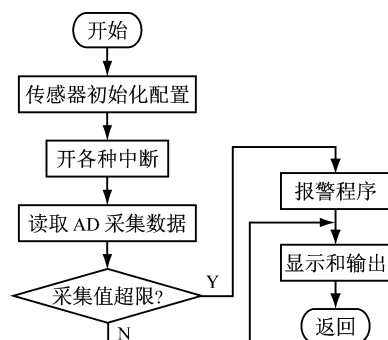 开始
传感器初始化配置
开各种中断
读取 AD 采集数据
采集值超限?
Y
N
报警程序
显示和输出
返回